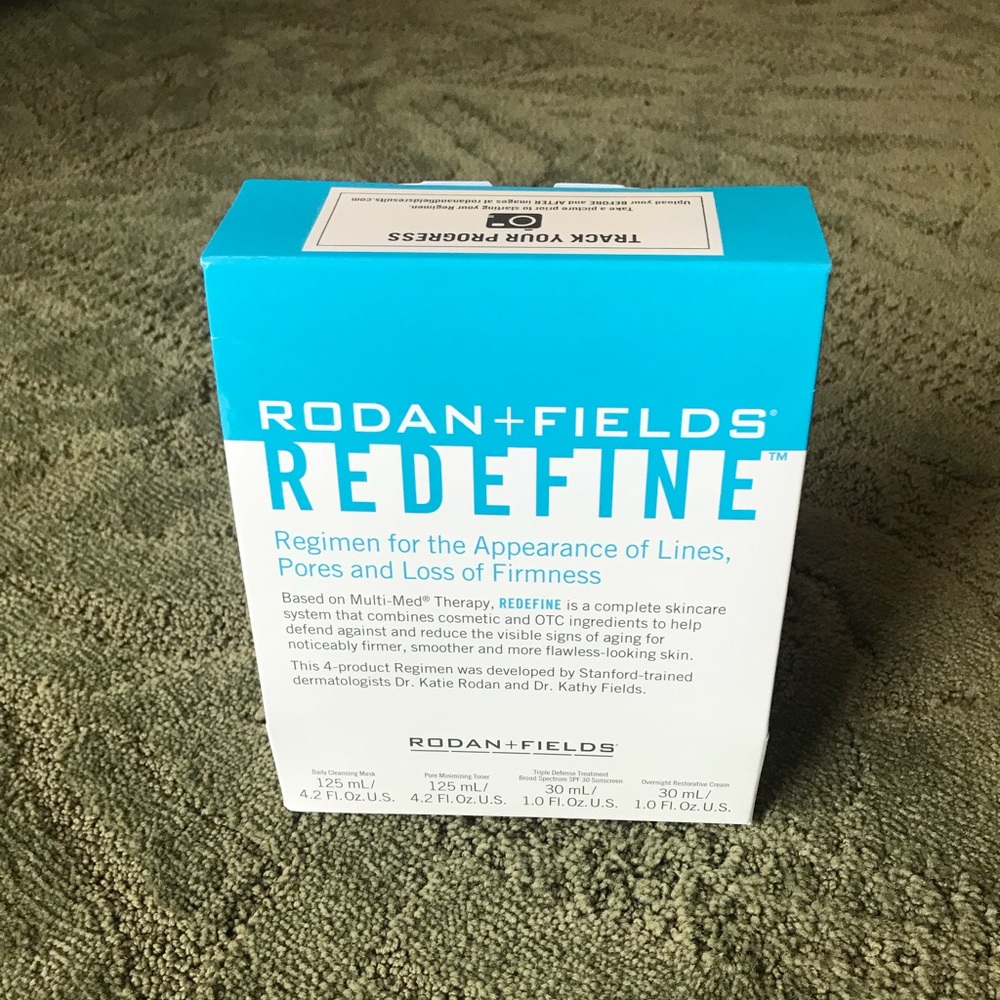 TRACK YOUR PROGRESS
Take a picture prior to starting your Regimen.
Upload your BEFORE and AFTER images at rodanandfieldsresults.com
RODAN+FIELDS®
REDEFINE™
Regimen for the Appearance of Lines,
Pores and Loss of Firmness
Based on Multi-Med® Therapy, REDEFINE is a complete skincare
system that combines cosmetic and OTC ingredients to help
defend against and reduce the visible signs of aging for
noticeably firmer, smoother and more flawless-looking skin.
This 4-product Regimen was developed by Stanford-trained
dermatologists Dr. Katie Rodan and Dr. Kathy Fields.
RODAN+FIELDS®
Daily Cleansing Mask
125 mL/
4.2 Fl. Oz. U.S.
Pore Minimizing Toner
125 mL/
4.2 Fl. Oz. U.S.
Triple Defense Treatment
Broad Spectrum SPF 30 Sunscreen
30 mL/
1.0 Fl. Oz. U.S.
Overnight Restorative Cream
30 mL/
1.0 Fl. Oz. U.S.